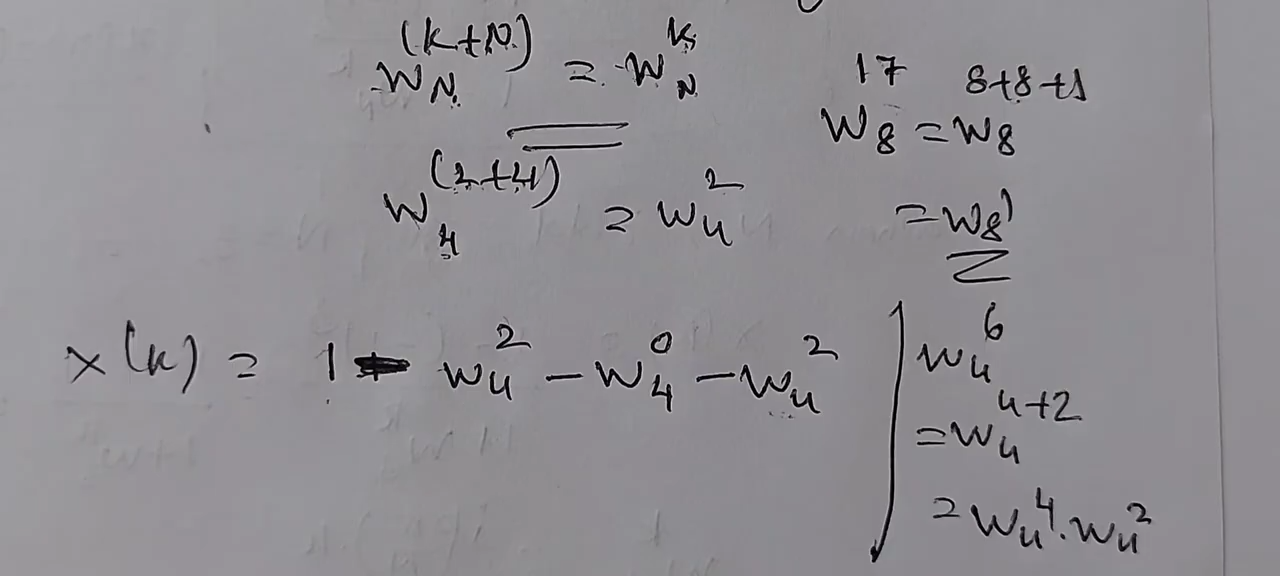 W_N^(k+N) = W_N^k
W_4^(2+4) = W_4^2
W_8^17 = W_8^8+8+1
= W_8^1
X(k) = 1 - W_4^2 - W_4^0 - W_4^2
W_4^6
= W_4^4+2
= W_4^4 . W_4^2